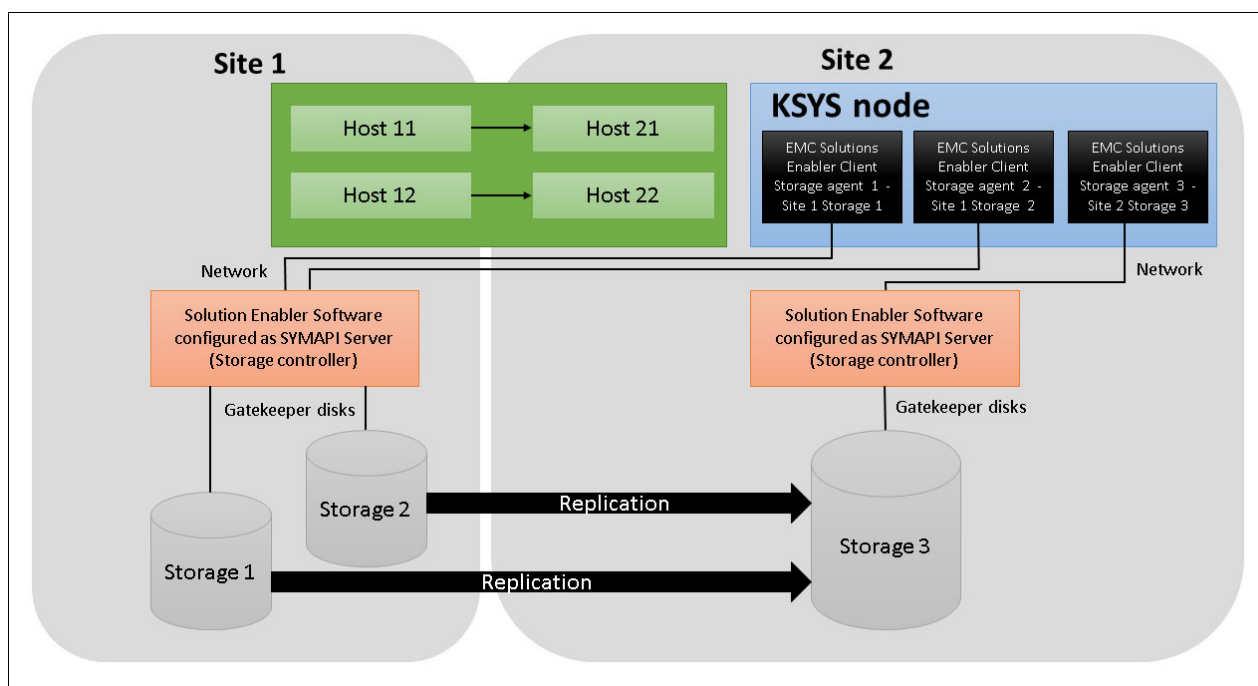 Site 1
Site 2
Host 11
Host 21
Host 12
Host 22
KSYS node
EMC Solutions
Enabler Client
Storage agent 1 -
Site 1 Storage 1
EMC Solutions
Enabler Client
Storage agent 2 -
Site 1 Storage 2
EMC Solutions
Enabler Client
Storage agent 3 -
Site 2 Storage 3
Network
Network
Solution Enabler Software
configured as SYMAPI Server
(Storage controller)
Solution Enabler Software
configured as SYMAPI Server
(Storage controller)
Gatekeeper disks
Gatekeeper disks
Storage 2
Replication
Storage 3
Storage 1
Replication